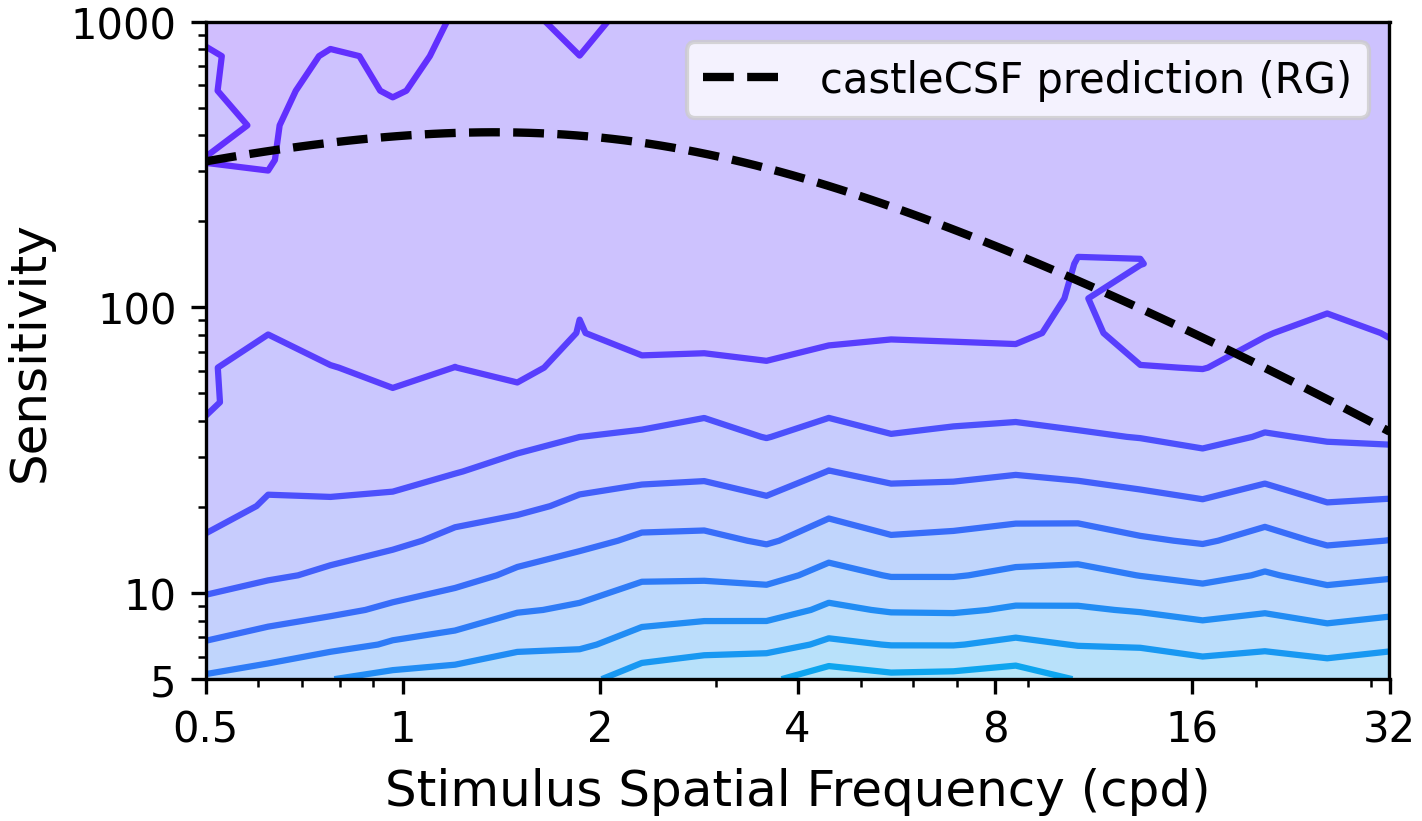 1000
100
10
5
Sensitivity
castleCSF prediction (RG)
0.5 1 2 4 8 16 32
Stimulus Spatial Frequency (cpd)